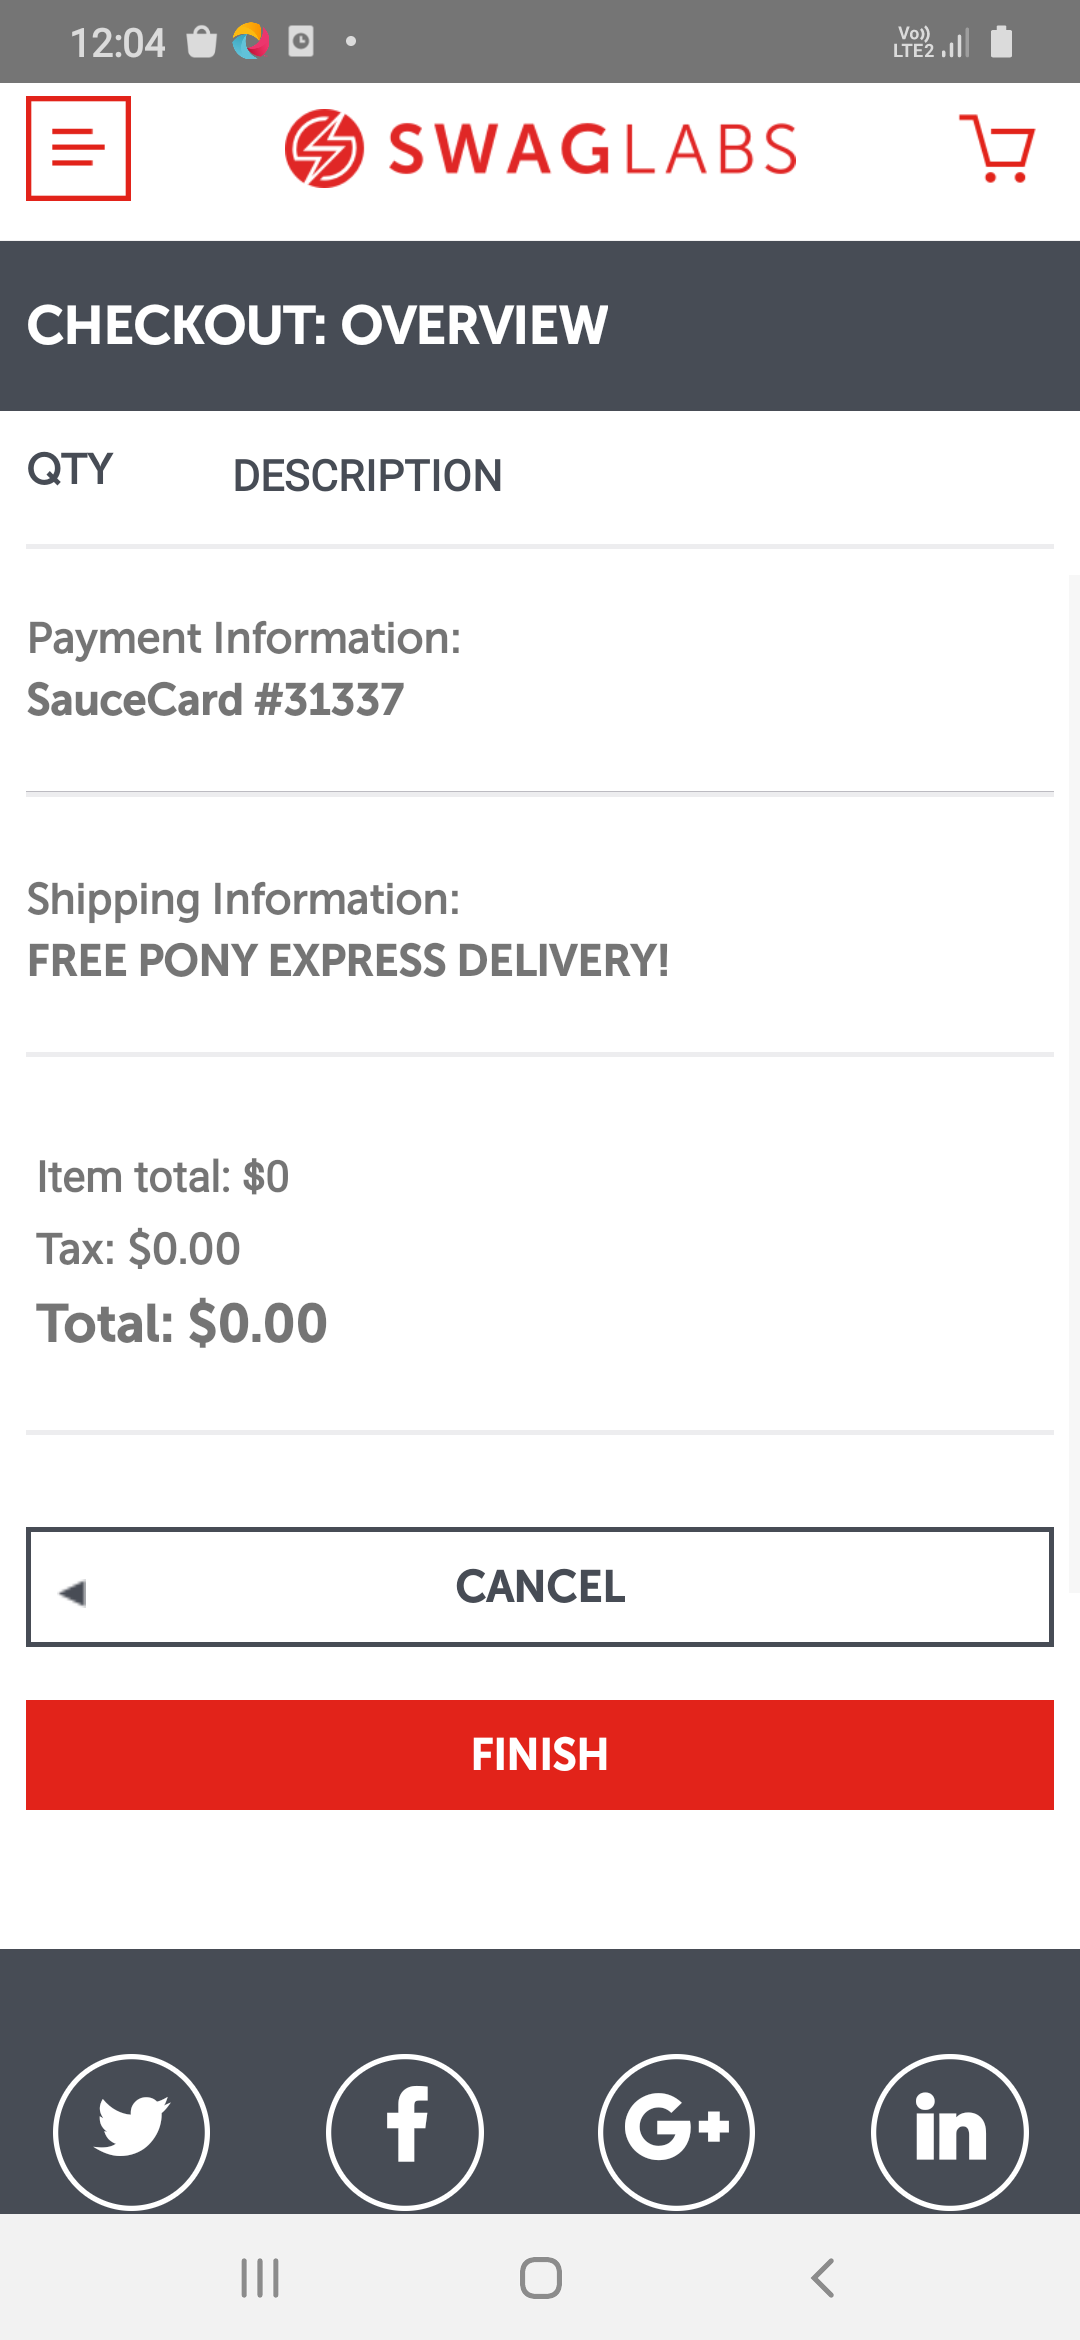 12:04
Vo))
LTE2
SWAGLABS
CHECKOUT: OVERVIEW
QTY
DESCRIPTION
Payment Information:
SauceCard #31337
Shipping Information:
FREE PONY EXPRESS DELIVERY!
Item total: $0
Tax: $0.00
Total: $0.00
CANCEL
FINISH
f
G+
in